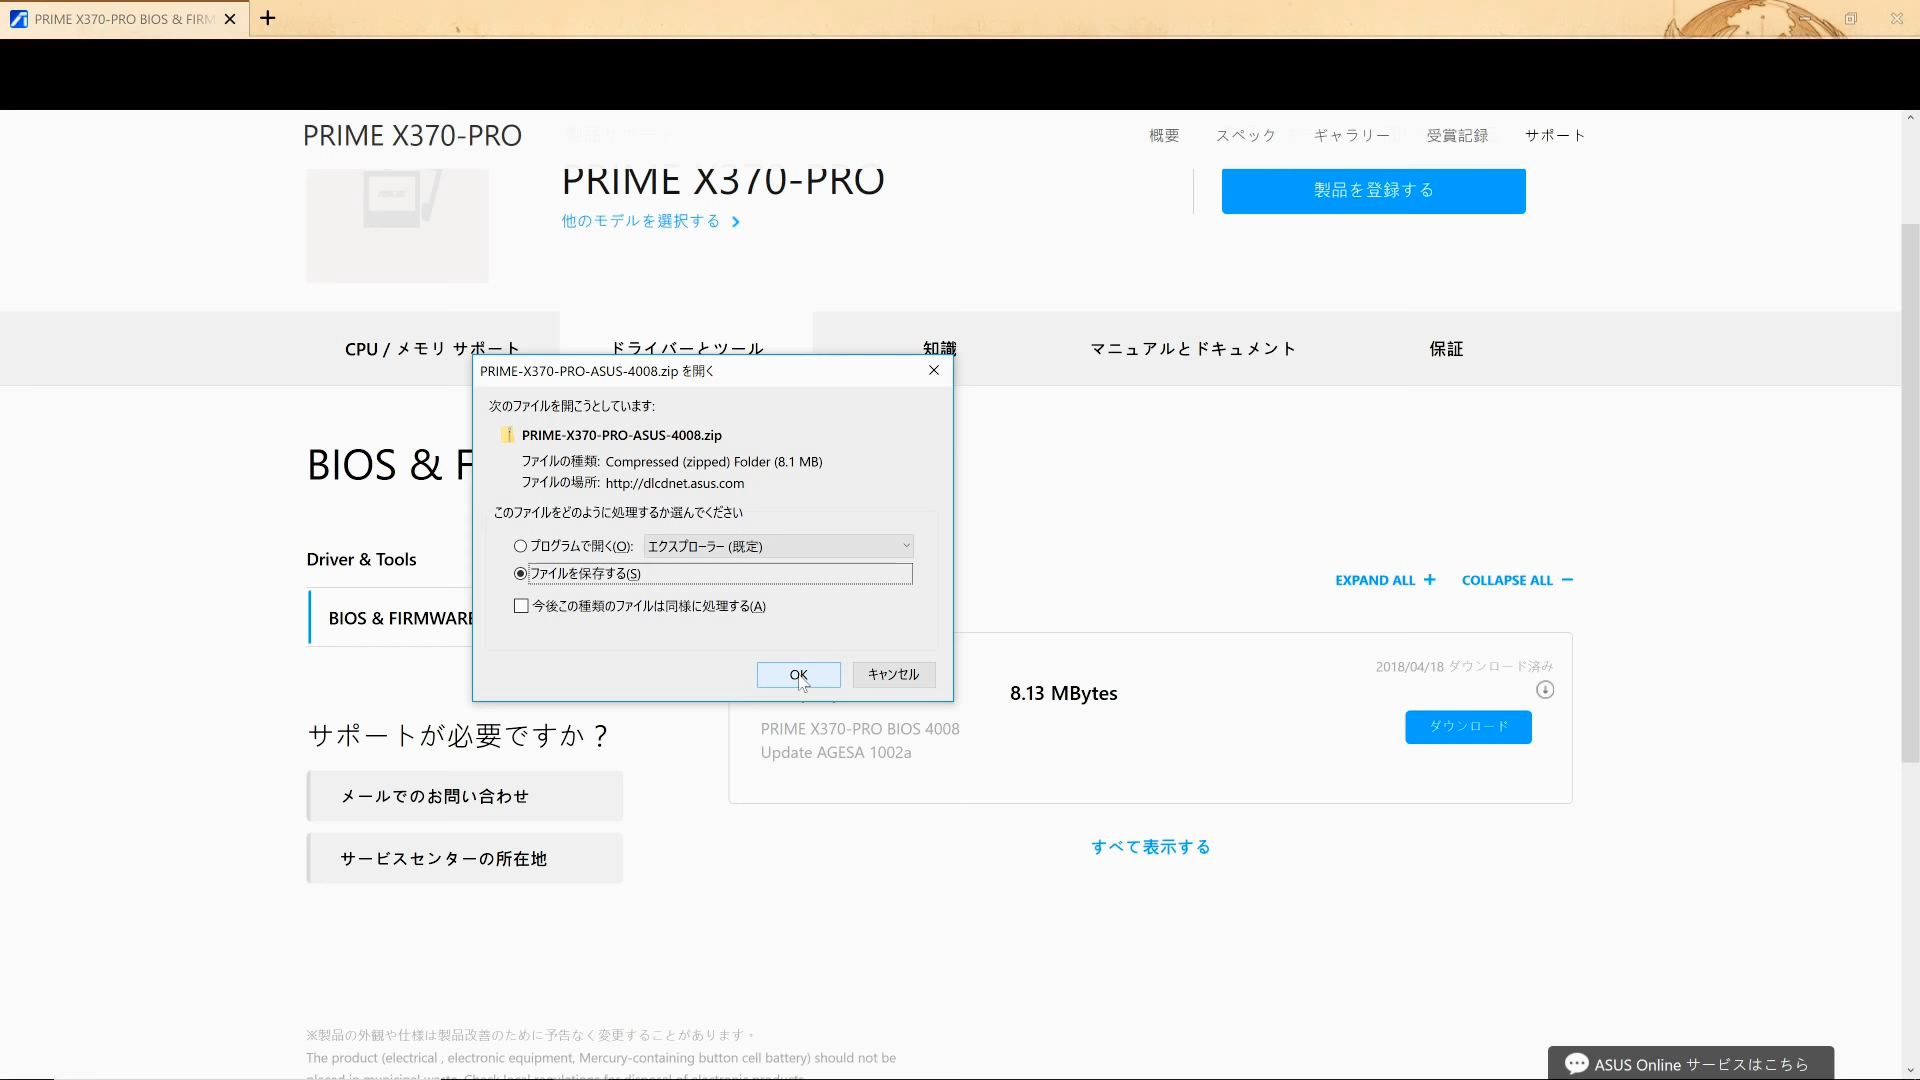 PRIME X370-PRO BIOS & FIRM
PRIME X370-PRO
概要
スペック
ギャラリー
受賞記録
サポート
PRIME X370-PRO
他のモデルを選択する
製品を登録する
CPU / メモリ サポート
ドライバーとツール
知識
マニュアルとドキュメント
保証
BIOS & F
PRIME-X370-PRO-ASUS-4008.zip を開く
次のファイルを開こうとしています:
PRIME-X370-PRO-ASUS-4008.zip
ファイルの種類: Compressed (zipped) Folder (8.1 MB)
ファイルの場所: http://dlcdnet.asus.com
このファイルをどのように処理するか選んでください
プログラムで開く(O): エクスプローラー (既定)
ファイルを保存する(S)
今後この種類のファイルは同様に処理する(A)
OK
キャンセル
Driver & Tools
BIOS & FIRMWARE
EXPAND ALL +
COLLAPSE ALL −
2018/04/18 ダウンロード済み
8.13 MBytes
ダウンロード
PRIME X370-PRO BIOS 4008
Update AGESA 1002a
すべて表示する
サポートが必要ですか？
メールでのお問い合わせ
サービスセンターの所在地
※製品の外観や仕様は製品改善のために予告なく変更することがあります。
The product (electrical , electronic equipment, Mercury-containing button cell battery) should not be
placed in municipal waste. Check local regulations for disposal of electronic products.
ASUS Online サービスはこちら